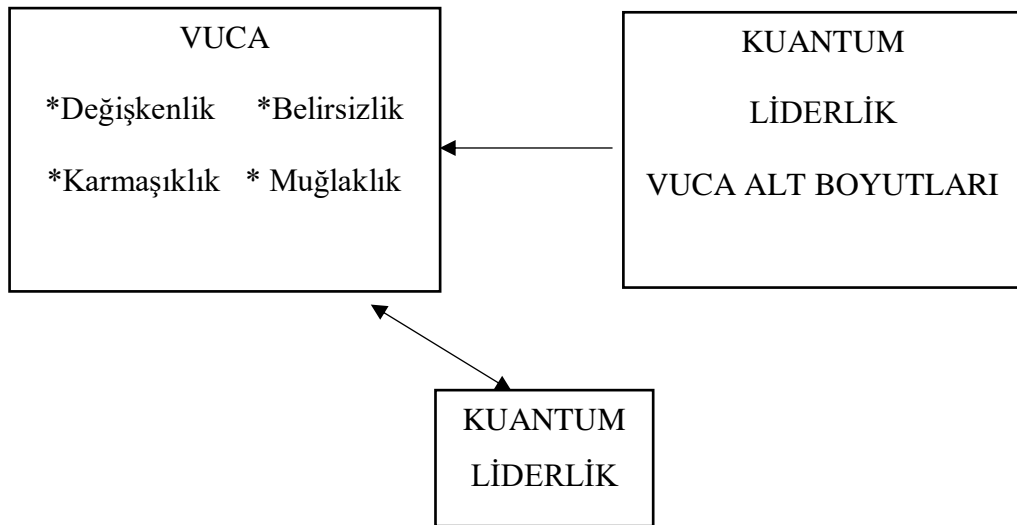 VUCA
*Değişkenlik *Belirsizlik
*Karmaşıklık * Muğlaklık
KUANTUM
LİDERLİK
VUCA ALT BOYUTLARI
KUANTUM
LİDERLİK